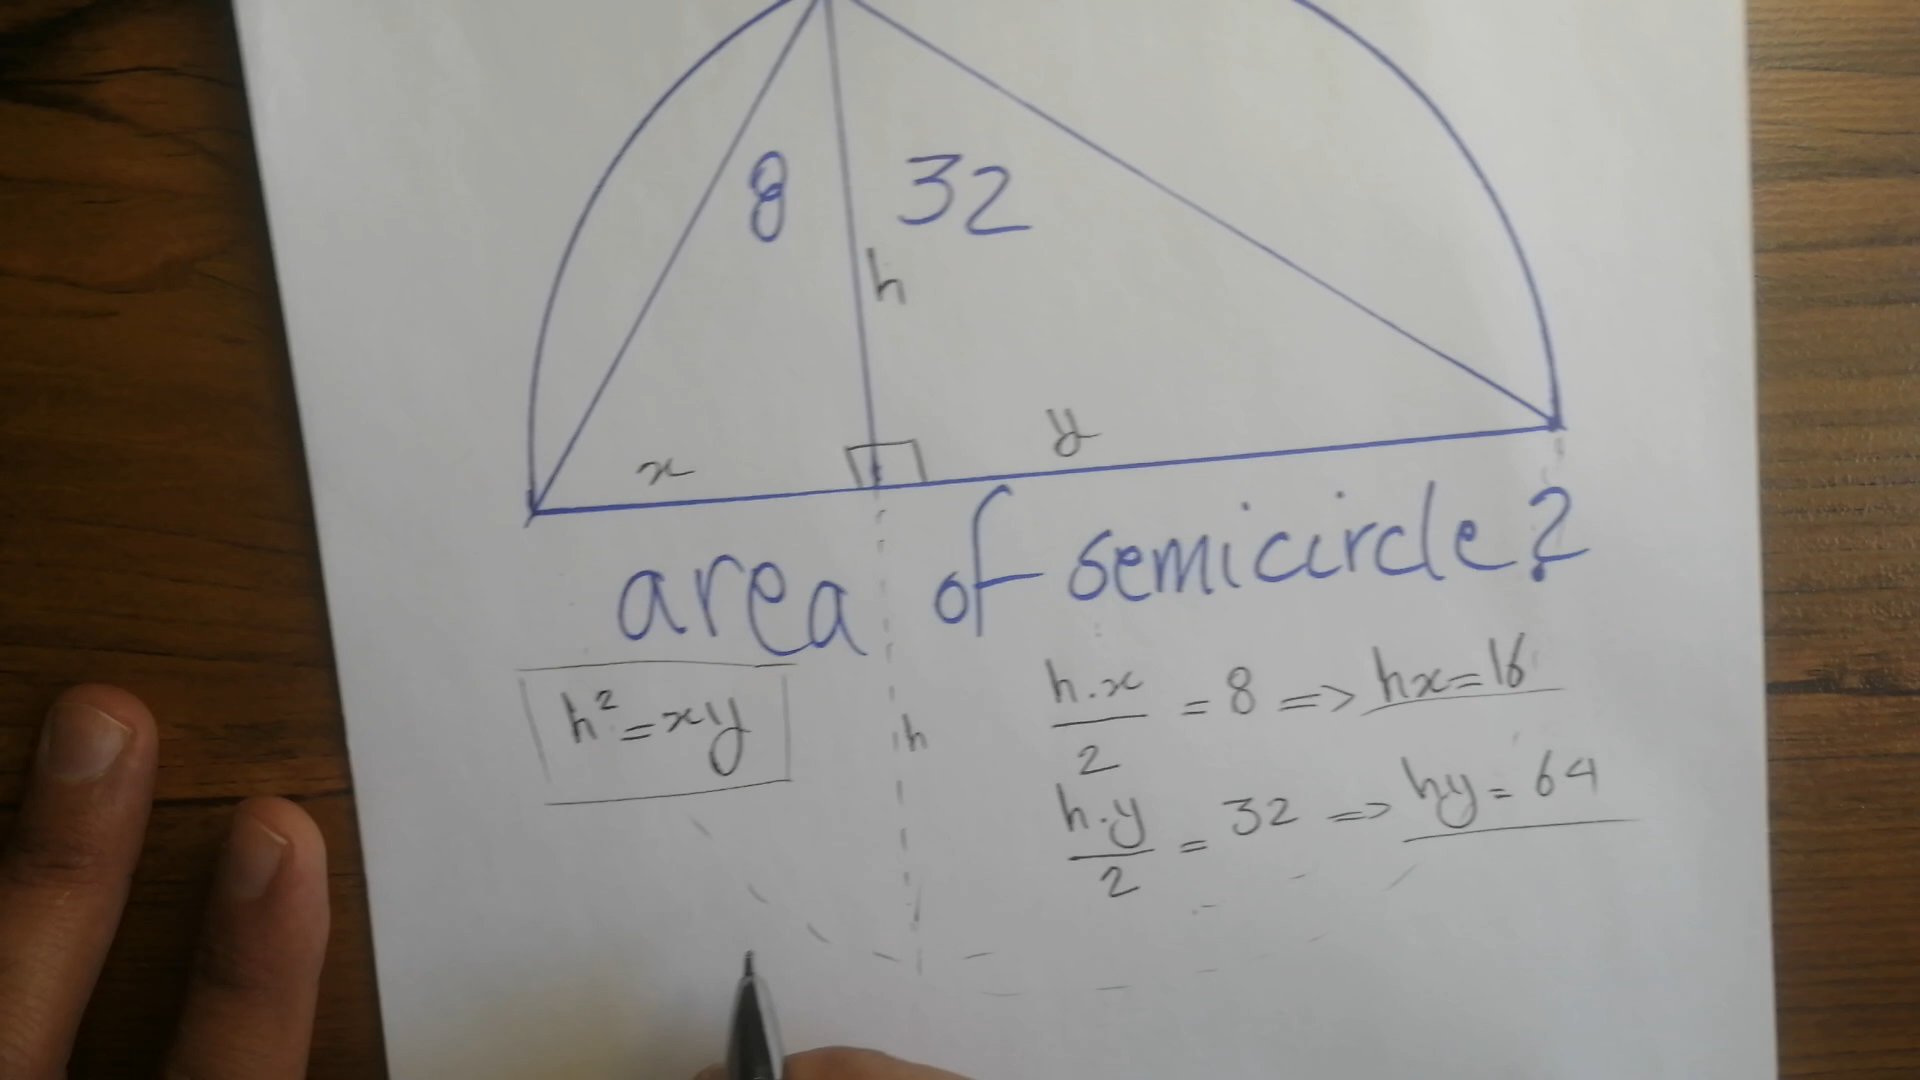 8 32
h
x y
area of semicircle?
h² = xy
h
h.x/2 = 8 => hx=16
h.y/2 = 32 => hy = 64